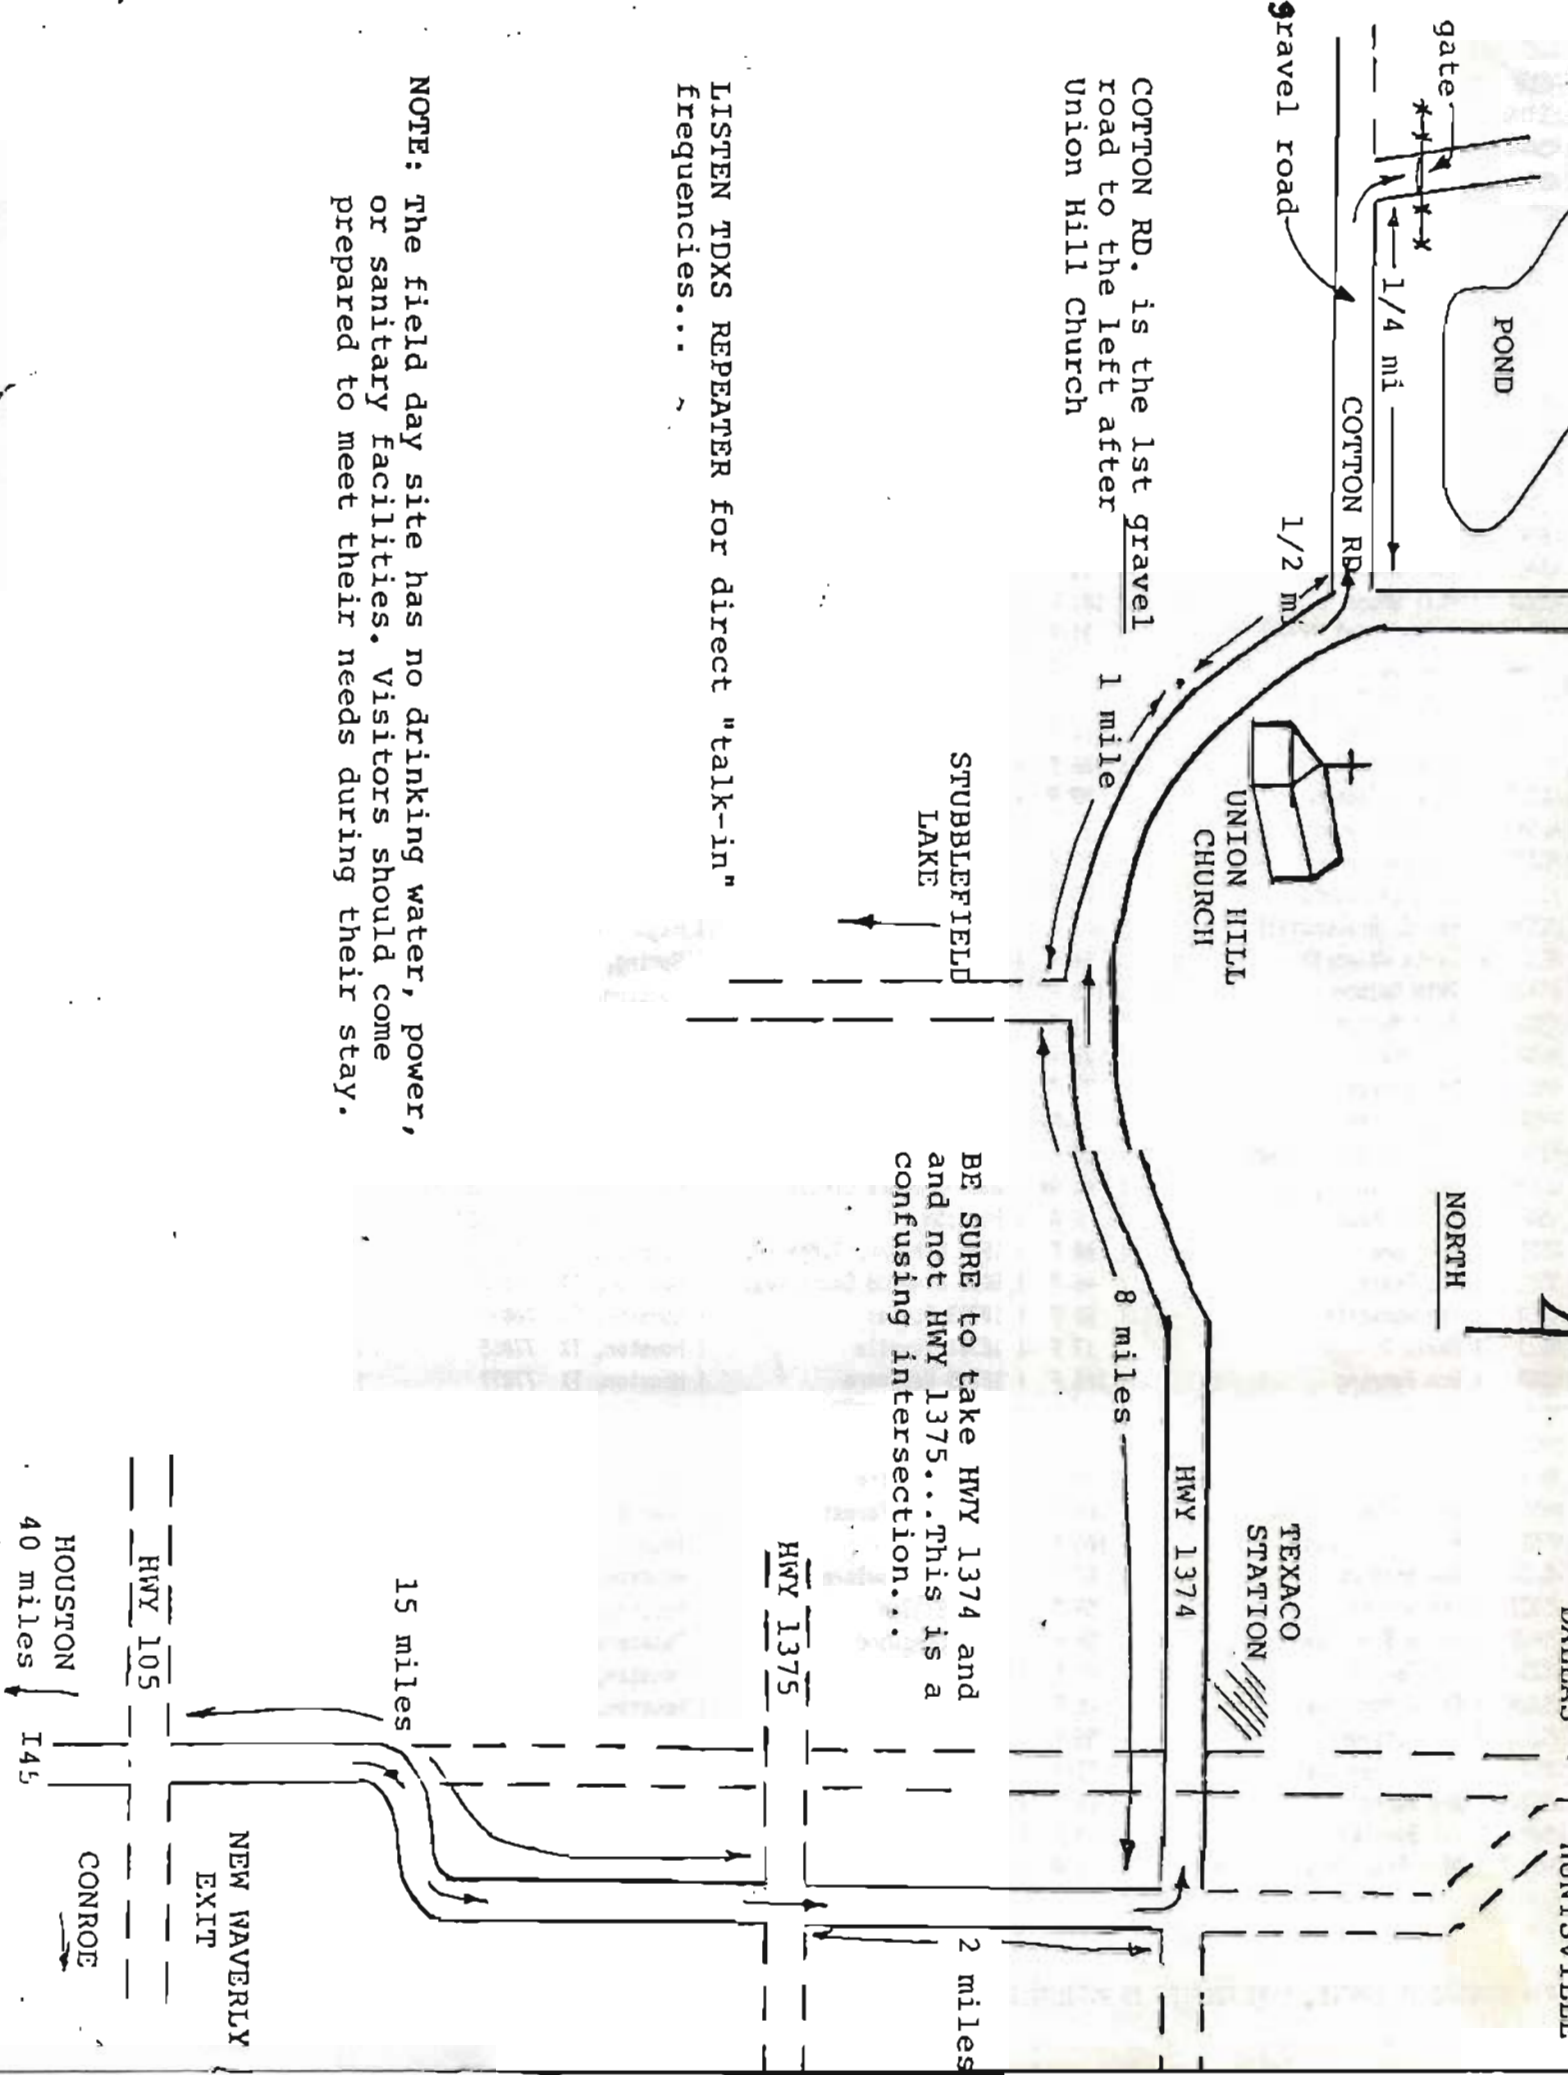 DALLAS
HUNTSVILLE
gate
POND
NORTH
1/4 mi
gravel road
COTTON RD
1/2 mi
UNION HILL
CHURCH
TEXACO
STATION
HWY 1374
COTTON RD. is the 1st gravel
road to the left after
Union Hill Church
1 mile
8 miles
STUBBLEFIELD
LAKE
BE SURE to take HWY 1374 and
and not HWY 1375...This is a
confusing intersection...
2 miles
HWY 1375
LISTEN TDXS REPEATER for direct "talk-in"
frequencies...
NOTE: The field day site has no drinking water, power,
or sanitary facilities. Visitors should come
prepared to meet their needs during their stay.
15 miles
NEW WAVERLY
EXIT
HWY 105
CONROE
HOUSTON
40 miles
I45